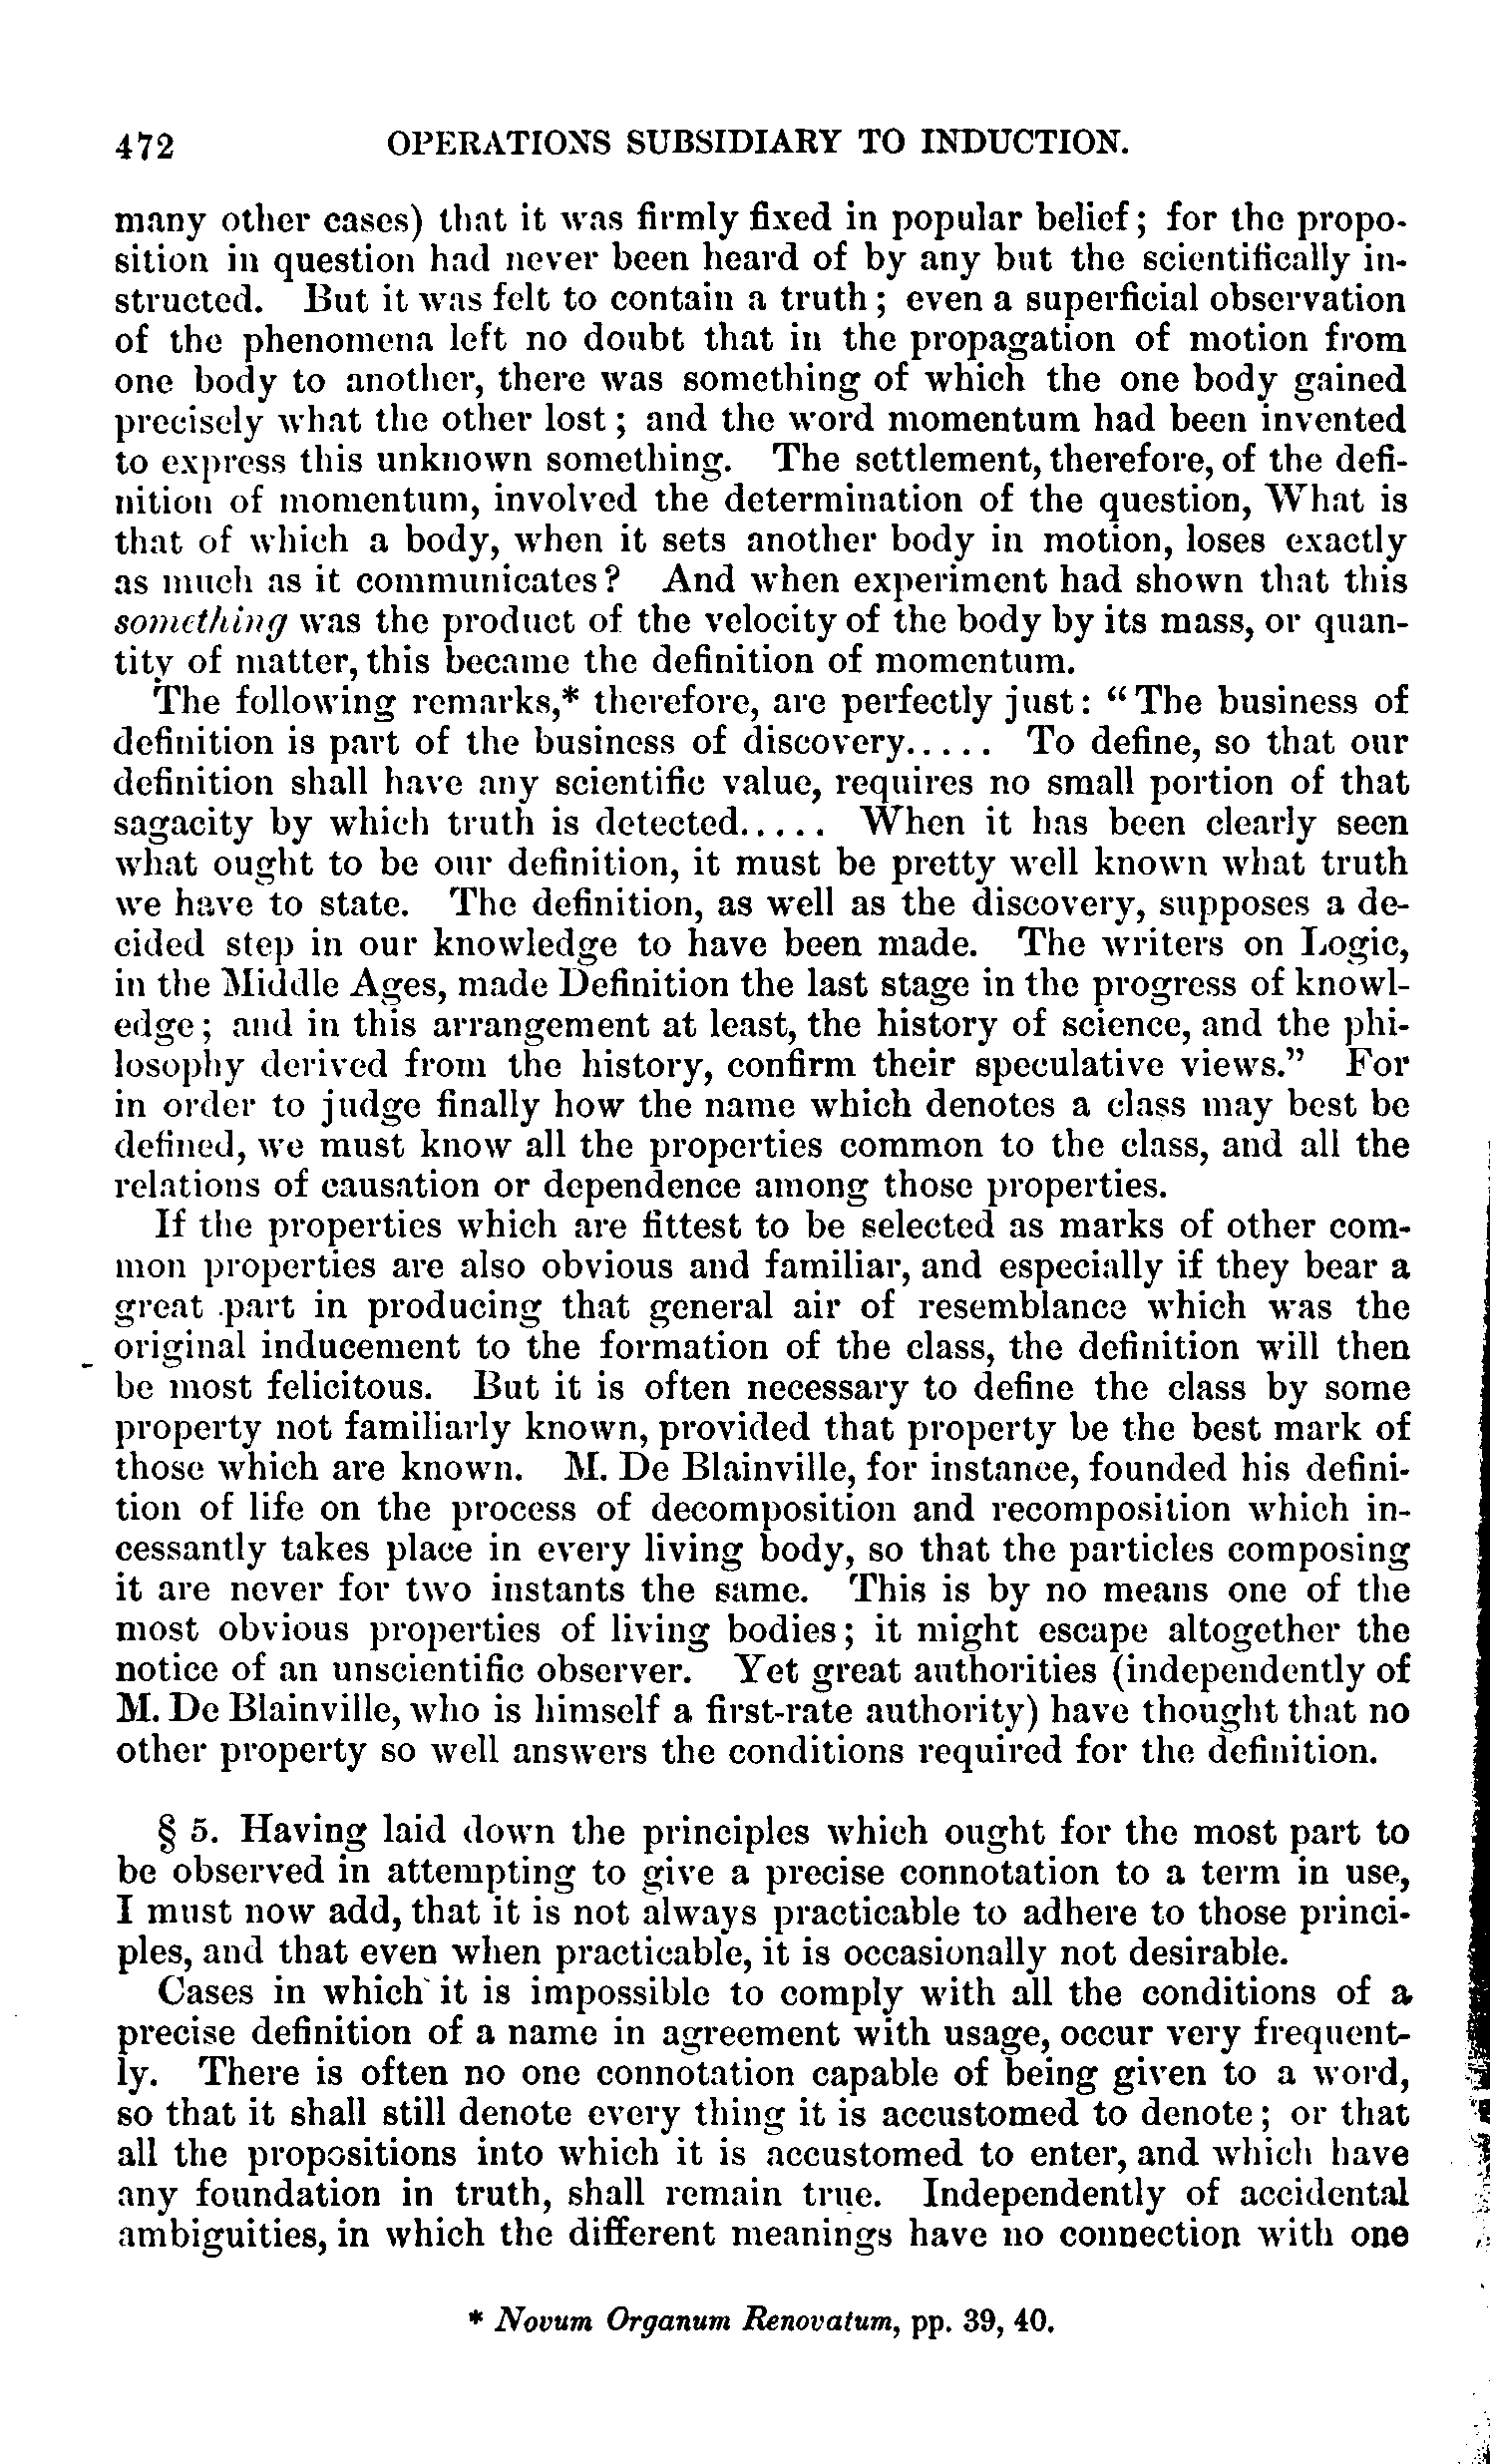 472 OPERATIONS SUBSIDIARY TO INDUCTION.
many other cases) that it was firmly fixed in popular belief; for the propo-
sition in question had never been heard of by any but the scientifically in-
structed. But it was felt to contain a truth; even a superficial observation
of the phenomena left no doubt that in the propagation of motion from
one body to another, there was something of which the one body gained
precisely what the other lost; and the word momentum had been invented
to express this unknown something. The settlement, therefore, of the defi-
nition of momentum, involved the determination of the question, What is
that of which a body, when it sets another body in motion, loses exactly
as much as it communicates? And when experiment had shown that this
something was the product of the velocity of the body by its mass, or quan-
tity of matter, this became the definition of momentum.
The following remarks,* therefore, are perfectly just: "The business of
definition is part of the business of discovery..... To define, so that our
definition shall have any scientific value, requires no small portion of that
sagacity by which truth is detected..... When it has been clearly seen
what ought to be our definition, it must be pretty well known what truth
we have to state. The definition, as well as the discovery, supposes a de-
cided step in our knowledge to have been made. The writers on Logic,
in the Middle Ages, made Definition the last stage in the progress of knowl-
edge; and in this arrangement at least, the history of science, and the phi-
losophy derived from the history, confirm their speculative views." For
in order to judge finally how the name which denotes a class may best be
defined, we must know all the properties common to the class, and all the
relations of causation or dependence among those properties.
If the properties which are fittest to be selected as marks of other com-
mon properties are also obvious and familiar, and especially if they bear a
great part in producing that general air of resemblance which was the
original inducement to the formation of the class, the definition will then
be most felicitous. But it is often necessary to define the class by some
property not familiarly known, provided that property be the best mark of
those which are known. M. De Blainville, for instance, founded his defini-
tion of life on the process of decomposition and recomposition which in-
cessantly takes place in every living body, so that the particles composing
it are never for two instants the same. This is by no means one of the
most obvious properties of living bodies; it might escape altogether the
notice of an unscientific observer. Yet great authorities (independently of
M. De Blainville, who is himself a first-rate authority) have thought that no
other property so well answers the conditions required for the definition.
§ 5. Having laid down the principles which ought for the most part to
be observed in attempting to give a precise connotation to a term in use,
I must now add, that it is not always practicable to adhere to those princi-
ples, and that even when practicable, it is occasionally not desirable.
Cases in which it is impossible to comply with all the conditions of a
precise definition of a name in agreement with usage, occur very frequent-
ly. There is often no one connotation capable of being given to a word,
so that it shall still denote every thing it is accustomed to denote; or that
all the propositions into which it is accustomed to enter, and which have
any foundation in truth, shall remain true. Independently of accidental
ambiguities, in which the different meanings have no connection with one
* Novum Organum Renovatum, pp. 39, 40.